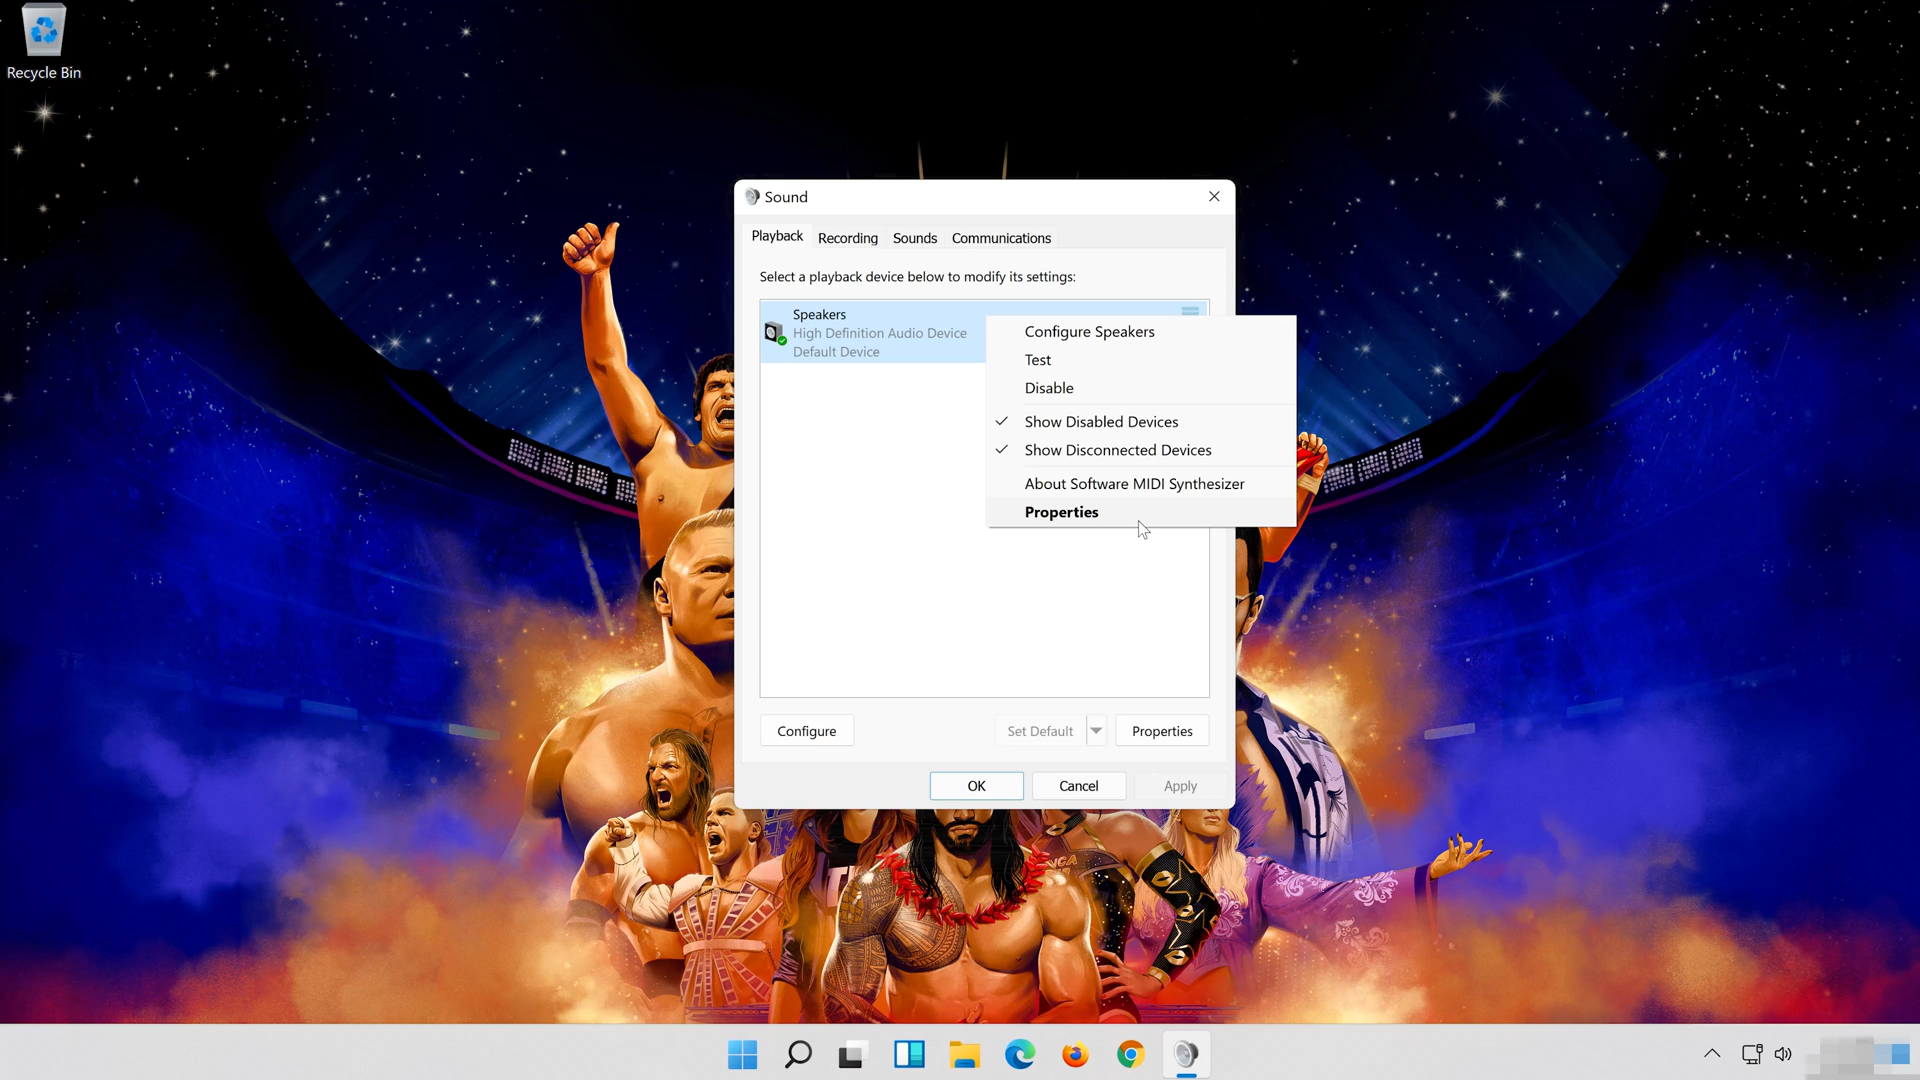 Recycle Bin
Sound
Playback Recording Sounds Communications
Select a playback device below to modify its settings:
Speakers
High Definition Audio Device
Default Device
Configure Speakers
Test
Disable
Show Disabled Devices
Show Disconnected Devices
About Software MIDI Synthesizer
Properties
Configure Set Default Properties
OK Cancel Apply